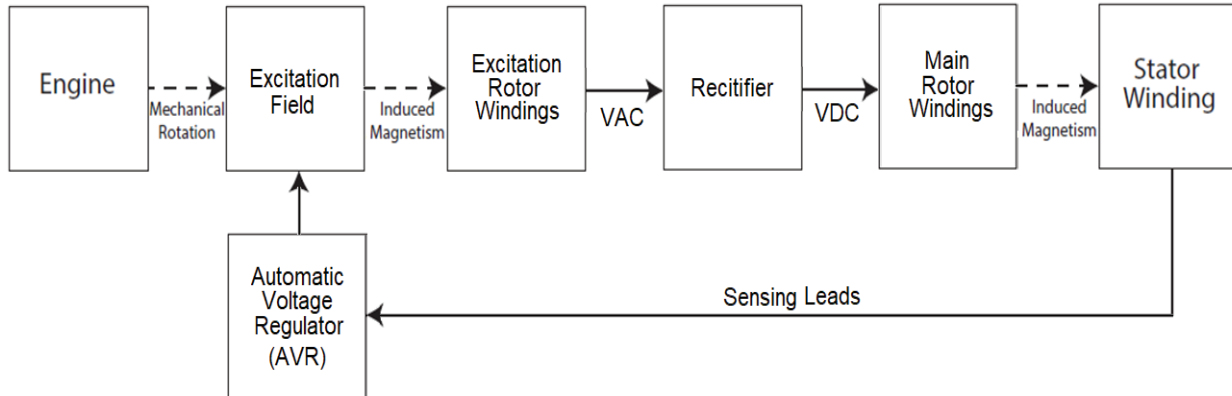 Engine
Mechanical
Rotation
Excitation
Field
Induced
Magnetism
Excitation
Rotor
Windings
VAC
Recitifier
VDC
Main
Rotor
Windings
Induced
Magnetism
Stator
Winding
Automatic
Voltage
Regulator
(AVR)
Sensing Leads